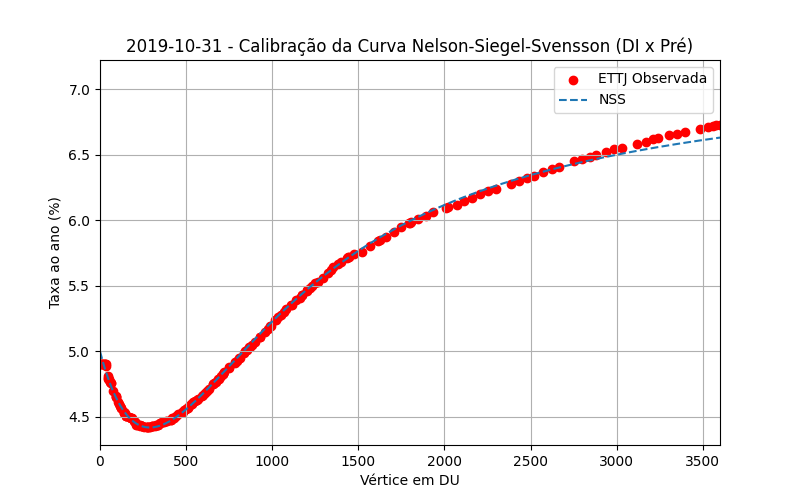 2019-10-31 - Calibração da Curva Nelson-Siegel-Svensson (DI x Pré)
ETTJ Observada
NSS
Taxa ao ano (%)
7.0
6.5
6.0
5.5
5.0
4.5
0 500 1000 1500 2000 2500 3000 3500
Vértice em DU